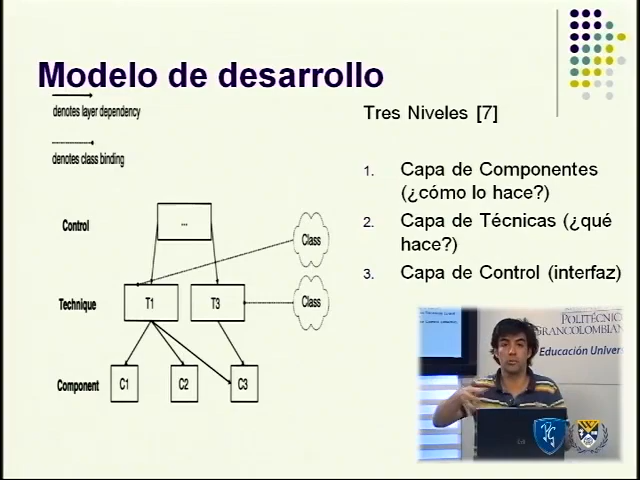 Modelo de desarrollo
denotes layer dependency
denotes class binding
Control
...
Class
Technique
T1
T3
Class
Component
C1
C2
C3
Tres Niveles [7]
1. Capa de Componentes
(¿cómo lo hace?)
2. Capa de Técnicas (¿qué
hace?)
3. Capa de Control (interfaz)
POLITÉCNICO
GRANCOLOMBIAN
Educación Univer